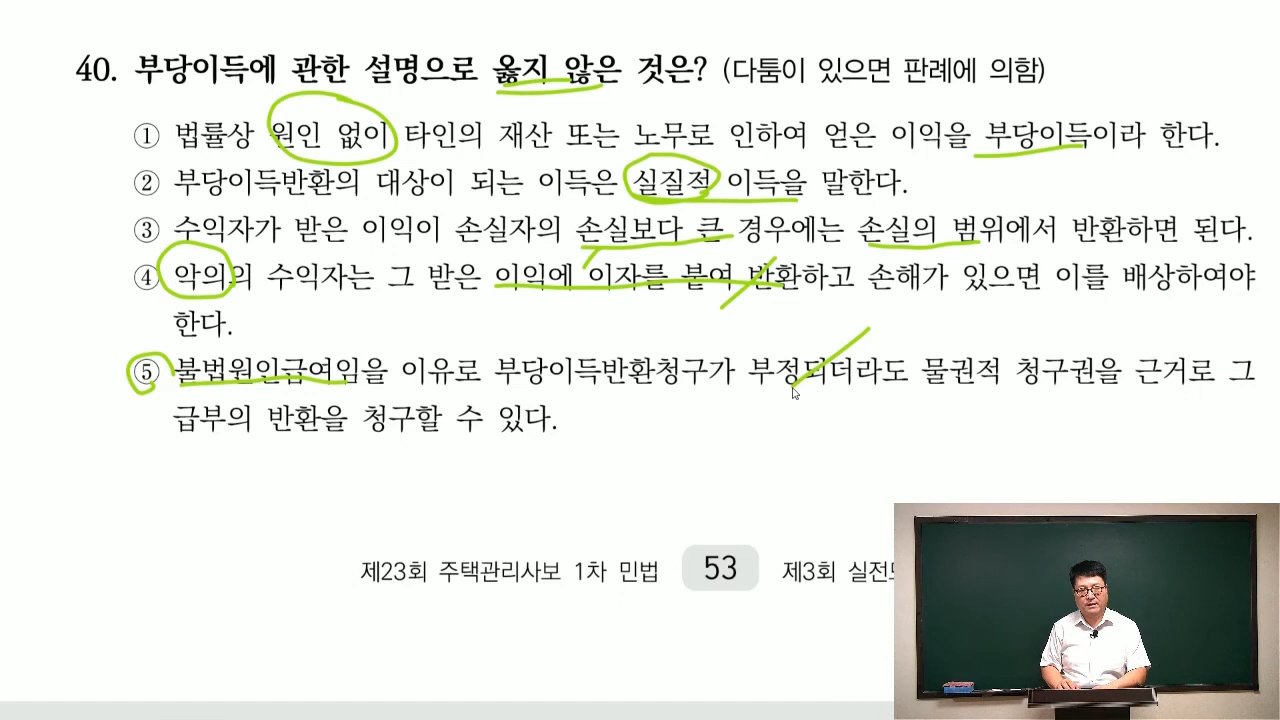 40. 부당이득에 관한 설명으로 옳지 않은 것은? (다툼이 있으면 판례에 의함)
① 법률상 원인 없이 타인의 재산 또는 노무로 인하여 얻은 이익을 부당이득이라 한다.
② 부당이득반환의 대상이 되는 이득은 실질적 이득을 말한다.
③ 수익자가 받은 이익이 손실자의 손실보다 큰 경우에는 손실의 범위에서 반환하면 된다.
④ 악의의 수익자는 그 받은 이익에 이자를 붙여 반환하고 손해가 있으면 이를 배상하여야
한다.
⑤ 불법원인급여임을 이유로 부당이득반환청구가 부정되더라도 물권적 청구권을 근거로 그
급부의 반환을 청구할 수 있다.
제23회 주택관리사보 1차 민법 53 제3회 실전